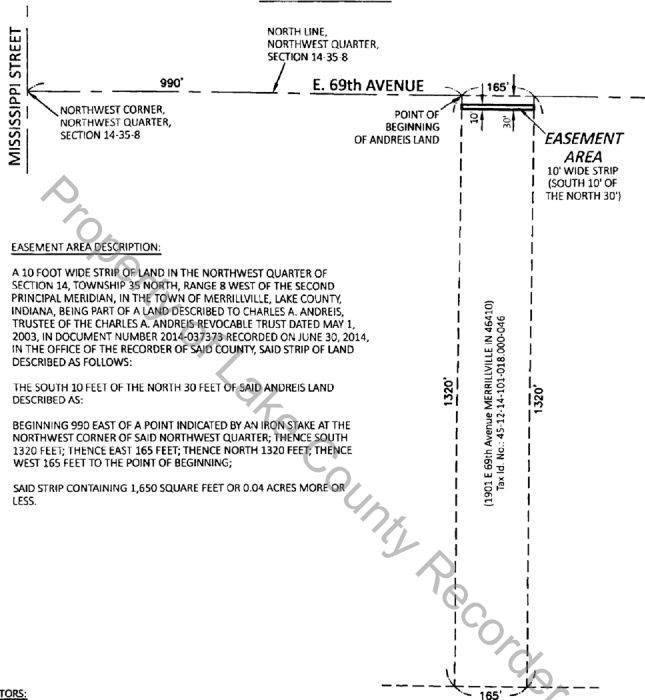 NORTH LINE,
NORTHWEST QUARTER,
SECTION 14-35-8
MISSISSIPPI STREET
990'
E. 69th AVENUE
165'
NORTHWEST CORNER,
NORTHWEST QUARTER,
SECTION 14-35-8
POINT OF
BEGINNING
OF ANDREIS LAND
10'
30'
EASEMENT
AREA
10' WIDE STRIP
(SOUTH 10' OF
THE NORTH 30')
EASEMENT AREA DESCRIPTION:
A 10 FOOT WIDE STRIP OF LAND IN THE NORTHWEST QUARTER OF
SECTION 14, TOWNSHIP 35 NORTH, RANGE 8 WEST OF THE SECOND
PRINCIPAL MERIDIAN, IN THE TOWN OF MERRILLVILLE, LAKE COUNTY,
INDIANA, BEING PART OF A LAND DESCRIBED TO CHARLES A. ANDREIS,
TRUSTEE OF THE CHARLES A. ANDREIS REVOCABLE TRUST DATED MAY 1,
2003, IN DOCUMENT NUMBER 2014 037373 RECORDED ON JUNE 30, 2014,
IN THE OFFICE OF THE RECORDER OF SAID COUNTY, SAID STRIP OF LAND
DESCRIBED AS FOLLOWS:
THE SOUTH 10 FEET OF THE NORTH 30 FEET OF SAID ANDREIS LAND
DESCRIBED AS:
BEGINNING 990 EAST OF A POINT INDICATED BY AN IRON STAKE AT THE
NORTHWEST CORNER OF SAID NORTHWEST QUARTER; THENCE SOUTH
1320 FEET; THENCE EAST 165 FEET; THENCE NORTH 1320 FEET; THENCE
WEST 165 FEET TO THE POINT OF BEGINNING;
SAID STRIP CONTAINING 1,650 SQUARE FEET OR 0.04 ACRES MORE OR
LESS.
1320'
(1901 E 69th Avenue MERRILLVILLE IN 46410)
Tax Id. No.: 45-12-14-101-018.000-046
1320'
165'
TORS:
Property of Lake County Recorder